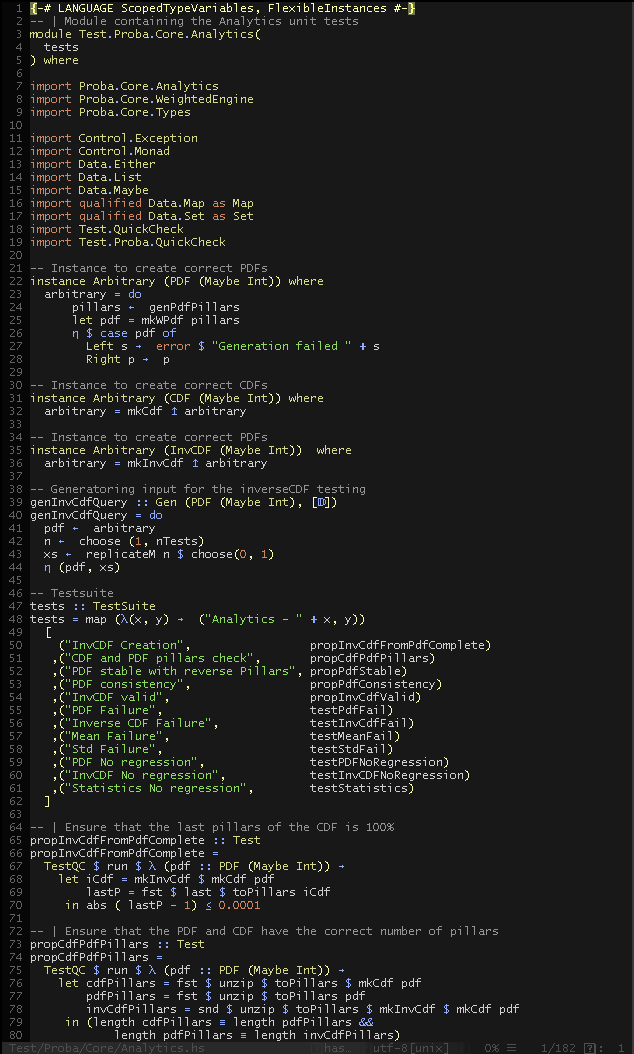 1 {-# LANGUAGE ScopedTypeVariables, FlexibleInstances #-}
2 -- | Module containing the Analytics unit tests
3 module Test.Proba.Core.Analytics(
4   tests
5 ) where
6
7 import Proba.Core.Analytics
8 import Proba.Core.WeightedEngine
9 import Proba.Core.Types
10
11 import Control.Exception
12 import Control.Monad
13 import Data.Either
14 import Data.List
15 import Data.Maybe
16 import qualified Data.Map as Map
17 import qualified Data.Set as Set
18 import Test.QuickCheck
19 import Test.Proba.QuickCheck
20
21 -- Instance to create correct PDFs
22 instance Arbitrary (PDF (Maybe Int)) where
23   arbitrary = do
24       pillars ← genPdfPillars
25       let pdf = mkWPdf pillars
26       η $ case pdf of
27         Left s → error $ "Generation failed " + s
28         Right p → p
29
30 -- Instance to create correct CDFs
31 instance Arbitrary (CDF (Maybe Int)) where
32   arbitrary = mkCdf ↥ arbitrary
33
34 -- Instance to create correct PDFs
35 instance Arbitrary (InvCDF (Maybe Int))  where
36   arbitrary = mkInvCdf ↥ arbitrary
37
38 -- Generatoring input for the inverseCDF testing
39 genInvCdfQuery :: Gen (PDF (Maybe Int), [𝔻])
40 genInvCdfQuery = do
41   pdf ← arbitrary
42   n ← choose (1, nTests)
43   xs ← replicateM n $ choose(0, 1)
44   η (pdf, xs)
45
46 -- Testsuite
47 tests :: TestSuite
48 tests = map (λ(x, y) → ("Analytics - " + x, y))
49   [
50     ("InvCDF Creation",                propInvCdfFromPdfComplete)
51    ,("CDF and PDF pillars check",      propCdfPdfPillars)
52    ,("PDF stable with reverse Pillars", propPdfStable)
53    ,("PDF consistency",                propPdfConsistency)
54    ,("InvCDF valid",                   propInvCdfValid)
55    ,("PDF Failure",                    testPdfFail)
56    ,("Inverse CDF Failure",            testInvCdfFail)
57    ,("Mean Failure",                   testMeanFail)
58    ,("Std Failure",                    testStdFail)
59    ,("PDF No regression",              testPDFNoRegression)
60    ,("InvCDF No regression",           testInvCDFNoRegression)
61    ,("Statistics No regression",       testStatistics)
62   ]
63
64 -- | Ensure that the last pillars of the CDF is 100%
65 propInvCdfFromPdfComplete :: Test
66 propInvCdfFromPdfComplete =
67   TestQC $ run $ λ (pdf :: PDF (Maybe Int)) →
68     let iCdf = mkInvCdf $ mkCdf pdf
69         lastP = fst $ last $ toPillars iCdf
70      in abs ( lastP - 1) ≤ 0.0001
71
72 -- | Ensure that the PDF and CDF have the correct number of pillars
73 propCdfPdfPillars :: Test
74 propCdfPdfPillars =
75   TestQC $ run $ λ (pdf :: PDF (Maybe Int)) →
76     let cdfPillars = fst $ unzip $ toPillars $ mkCdf pdf
77         pdfPillars = fst $ unzip $ toPillars pdf
78         invCdfPillars = snd $ unzip $ toPillars $ mkInvCdf $ mkCdf pdf
79      in (length cdfPillars ≡ length pdfPillars &&
80         length pdfPillars ≡ length invCdfPillars)
Test/Proba/Core/Analytics.hs has… utf-8[unix] 0% ☰ 1/182 : 1